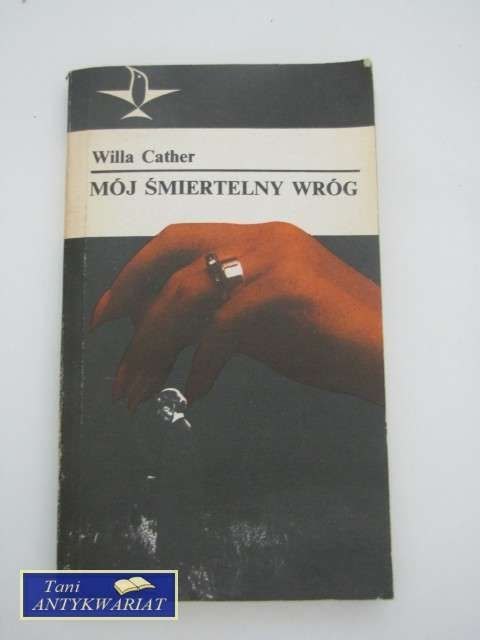 Willa Cather
MÓJ ŚMIERTELNY WRÓG
Tani
ANTYKWARIAT